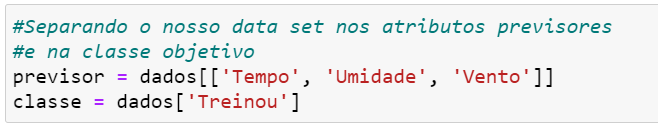 #Separando o nosso data set nos atributos previsores
#e na classe objetivo
previsor = dados[['Tempo', 'Umidade', 'Vento']]
classe = dados['Treinou']